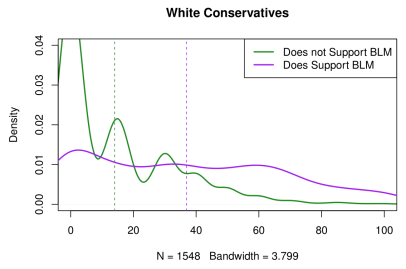 White Conservatives
Does not Support BLM
Does Support BLM
Density
0.04
0.03
0.02
0.01
0.00
0 20 40 60 80 100
N = 1548 Bandwidth = 3.799